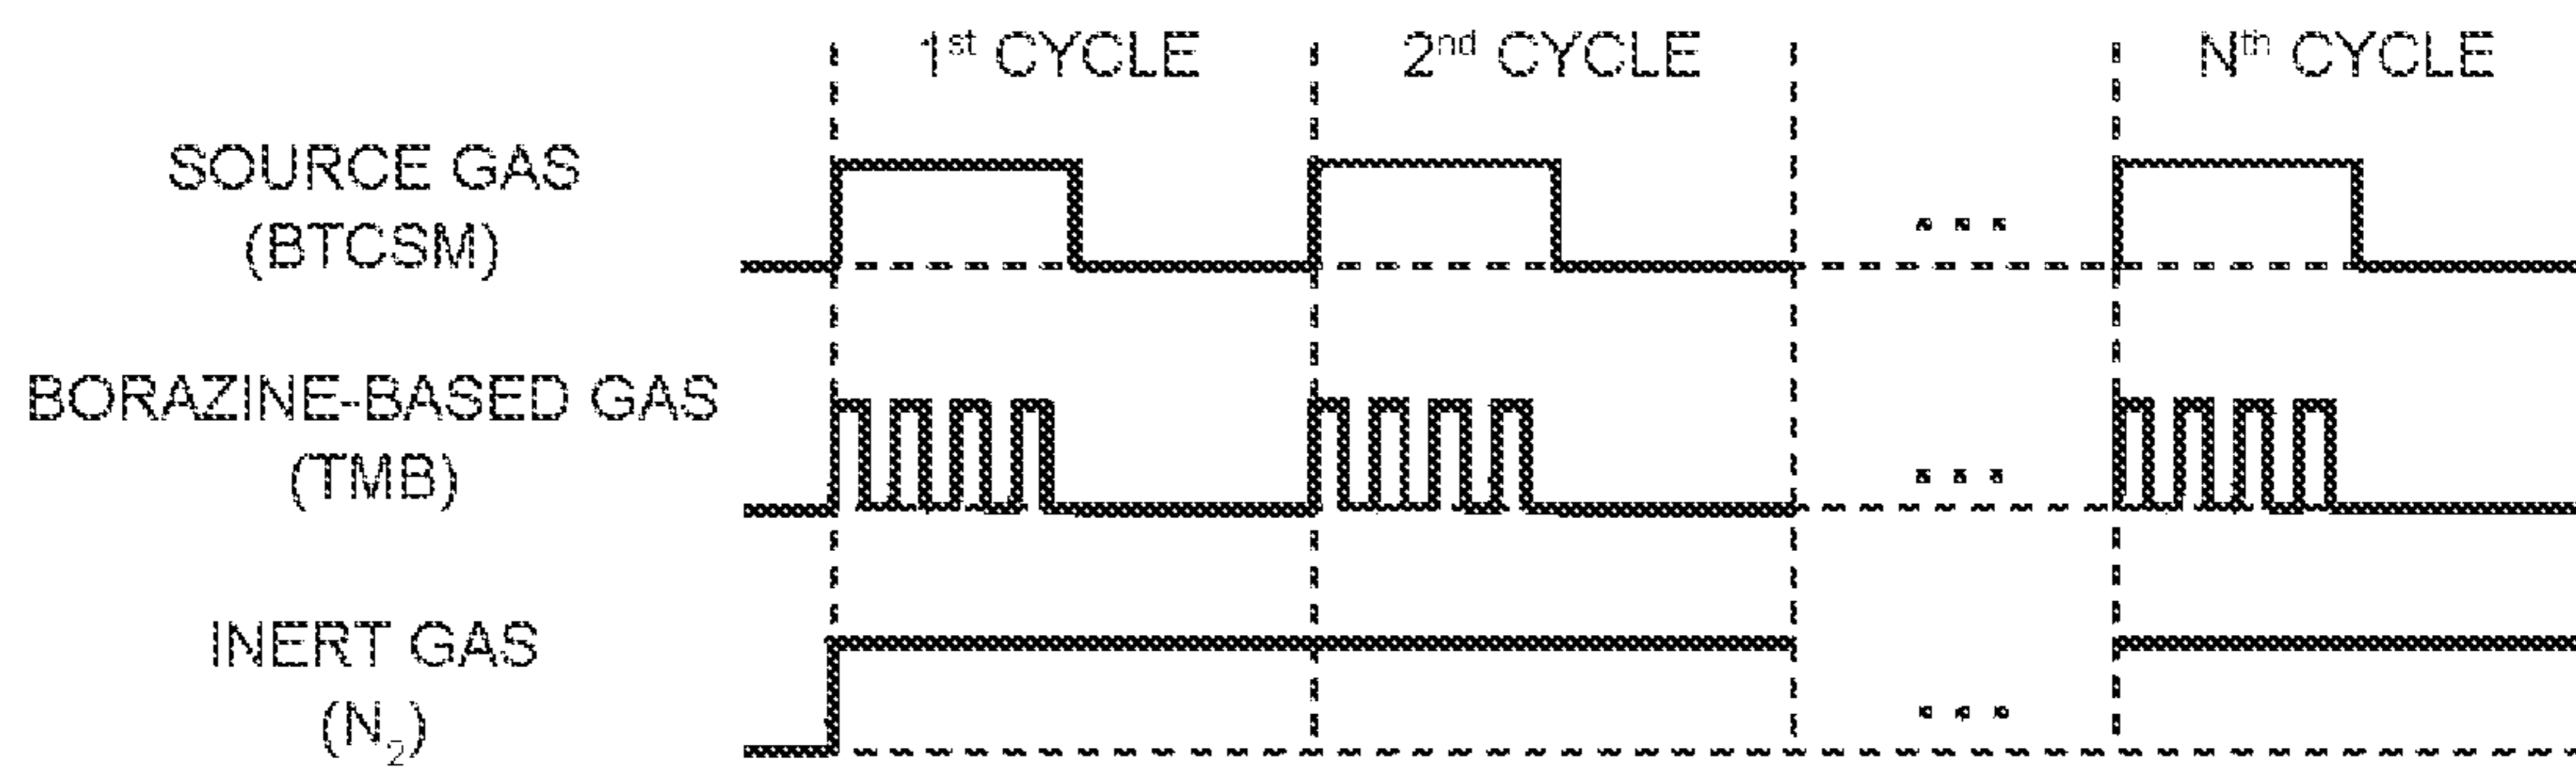 1st CYCLE 2nd CYCLE Nth CYCLE
SOURCE GAS
(BTCSM)
...
BORAZINE-BASED GAS
(TMB)
...
INERT GAS
(N2)
...